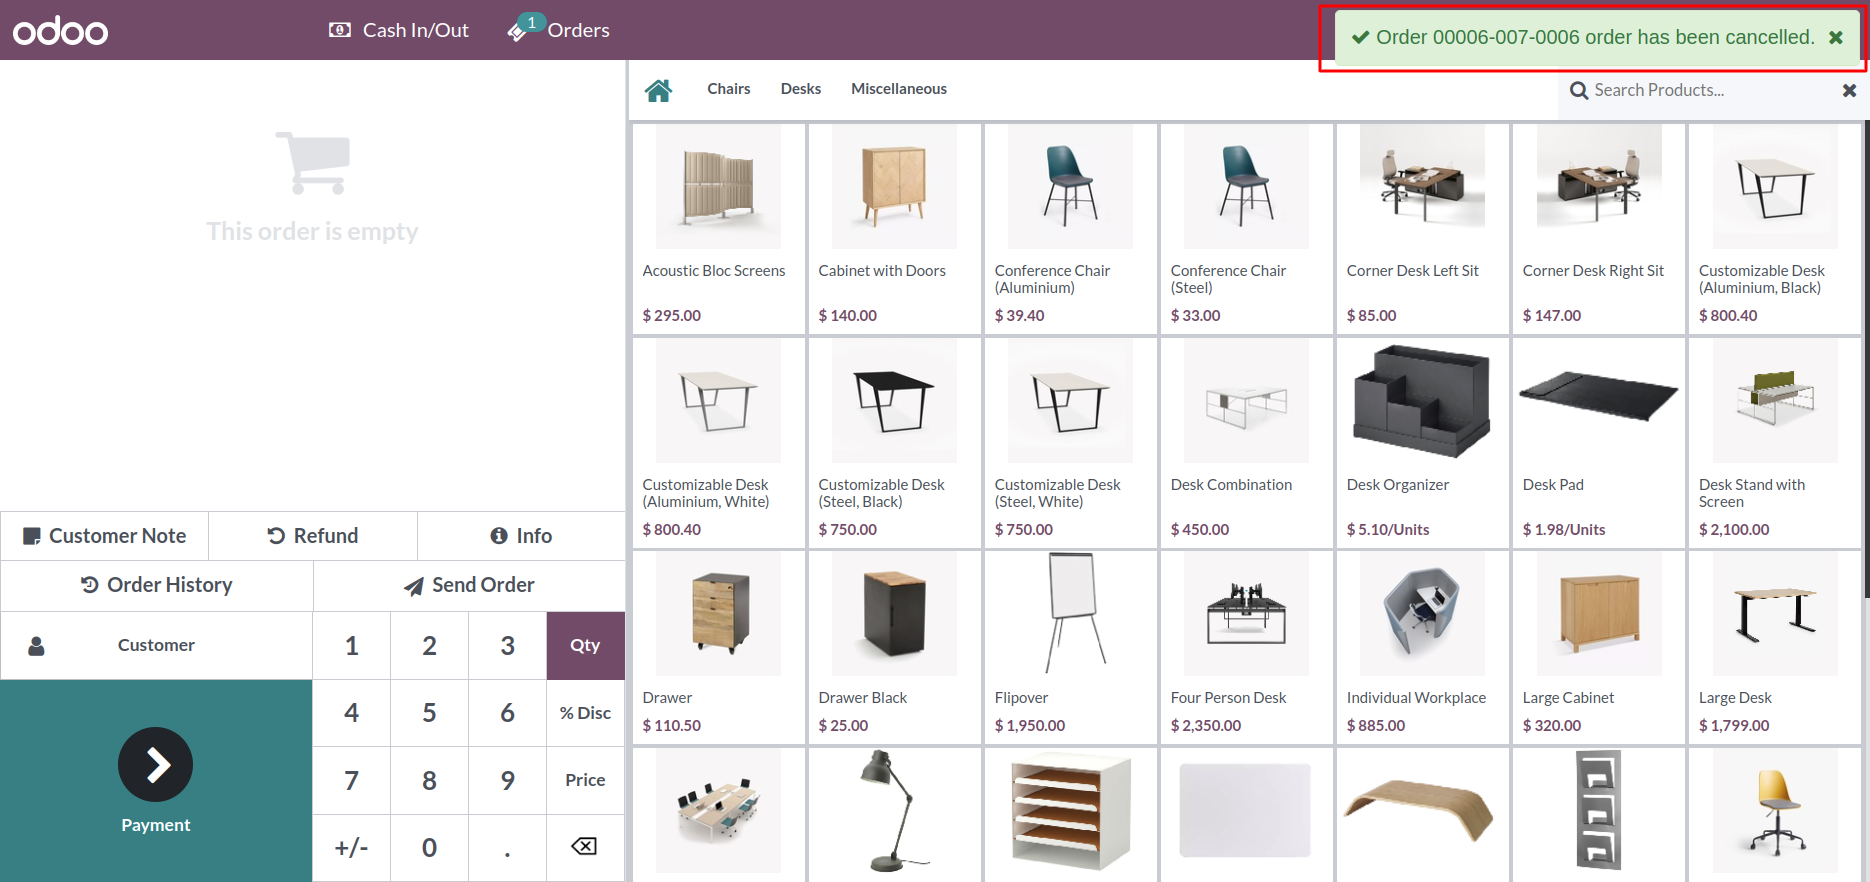 odoo
Cash In/Out
1
Orders
Order 00006-007-0006 order has been cancelled.
Chairs
Desks
Miscellaneous
Search Products...
This order is empty
Acoustic Bloc Screens
$ 295.00
Cabinet with Doors
$ 140.00
Conference Chair
(Aluminium)
$ 39.40
Conference Chair
(Steel)
$ 33.00
Corner Desk Left Sit
$ 85.00
Corner Desk Right Sit
$ 147.00
Customizable Desk
(Aluminium, Black)
$ 800.40
Customizable Desk
(Aluminium, White)
$ 800.40
Customizable Desk
(Steel, Black)
$ 750.00
Customizable Desk
(Steel, White)
$ 750.00
Desk Combination
$ 450.00
Desk Organizer
$ 5.10/Units
Desk Pad
$ 1.98/Units
Desk Stand with
Screen
$ 2,100.00
Drawer
$ 110.50
Drawer Black
$ 25.00
Flipover
$ 1,950.00
Four Person Desk
$ 2,350.00
Individual Workplace
$ 885.00
Large Cabinet
$ 320.00
Large Desk
$ 1,799.00
Customer Note
Refund
Info
Order History
Send Order
Customer
1
2
3
Qty
4
5
6
% Disc
7
8
9
Price
+/-
0
.
Payment